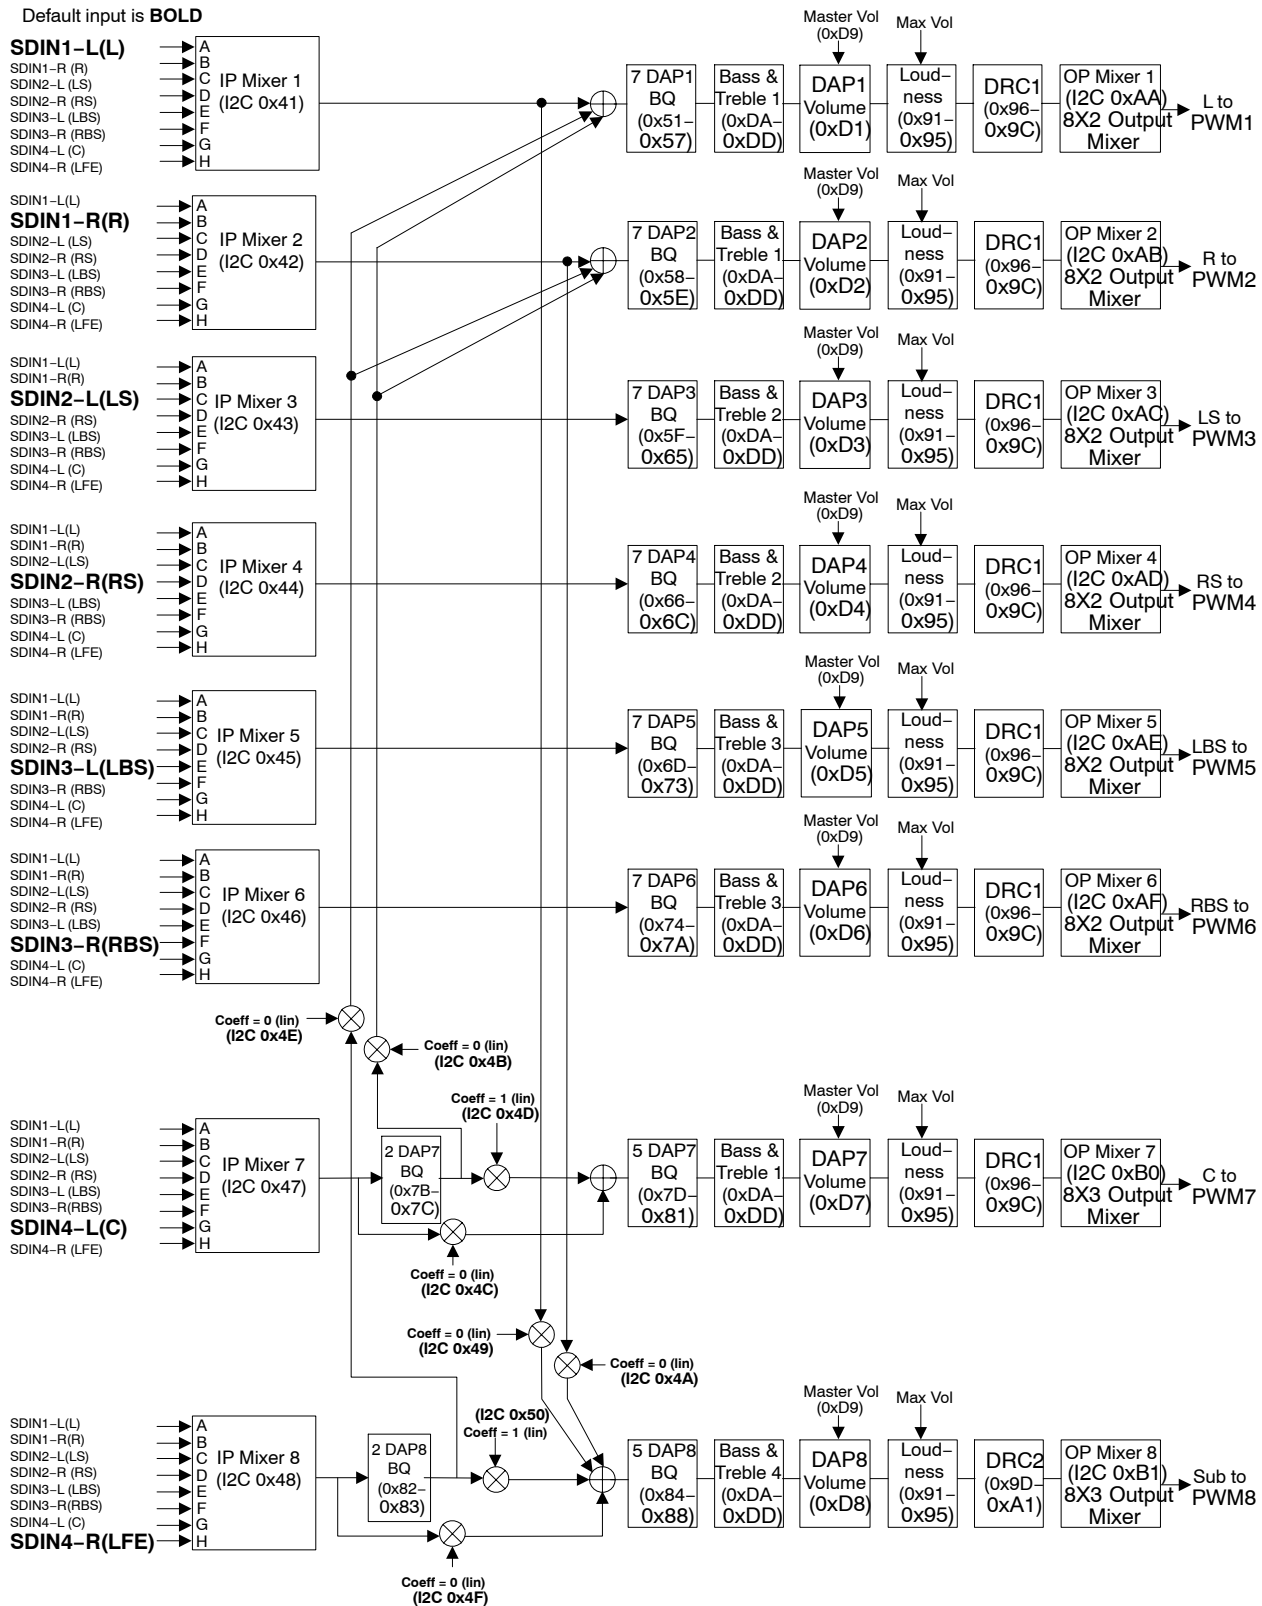 Default input is BOLD
SDIN1−L(L)
SDIN1−R (R)
SDIN2−L (LS)
SDIN2−R (RS)
SDIN3−L (LBS)
SDIN3−R (RBS)
SDIN4−L (C)
SDIN4−R (LFE)
A
B
C
D
E
F
G
H
IP Mixer 1
(I2C 0x41)
7 DAP1
BQ
(0x51−
0x57)
Bass &
Treble 1
(0xDA−
0xDD)
Master Vol
(0xD9)
DAP1
Volume
(0xD1)
Max Vol
Loud−
ness
(0x91−
0x95)
DRC1
(0x96−
0x9C)
OP Mixer 1
(I2C 0xAA)
8X2 Output
Mixer
L to
PWM1
SDIN1−L(L)
SDIN1−R(R)
SDIN2−L (LS)
SDIN2−R (RS)
SDIN3−L (LBS)
SDIN3−R (RBS)
SDIN4−L (C)
SDIN4−R (LFE)
A
B
C
D
E
F
G
H
IP Mixer 2
(I2C 0x42)
7 DAP2
BQ
(0x58−
0x5E)
Bass &
Treble 1
(0xDA−
0xDD)
Master Vol
(0xD9)
DAP2
Volume
(0xD2)
Max Vol
Loud−
ness
(0x91−
0x95)
DRC1
(0x96−
0x9C)
OP Mixer 2
(I2C 0xAB)
8X2 Output
Mixer
R to
PWM2
SDIN1−L(L)
SDIN1−R(R)
SDIN2−L(LS)
SDIN2−R (RS)
SDIN3−L (LBS)
SDIN3−R (RBS)
SDIN4−L (C)
SDIN4−R (LFE)
A
B
C
D
E
F
G
H
IP Mixer 3
(I2C 0x43)
7 DAP3
BQ
(0x5F−
0x65)
Bass &
Treble 2
(0xDA−
0xDD)
Master Vol
(0xD9)
DAP3
Volume
(0xD3)
Max Vol
Loud−
ness
(0x91−
0x95)
DRC1
(0x96−
0x9C)
OP Mixer 3
(I2C 0xAC)
8X2 Output
Mixer
LS to
PWM3
SDIN1−L(L)
SDIN1−R(R)
SDIN2−L(LS)
SDIN2−R(RS)
SDIN3−L (LBS)
SDIN3−R (RBS)
SDIN4−L (C)
SDIN4−R (LFE)
A
B
C
D
E
F
G
H
IP Mixer 4
(I2C 0x44)
7 DAP4
BQ
(0x66−
0x6C)
Bass &
Treble 2
(0xDA−
0xDD)
Master Vol
(0xD9)
DAP4
Volume
(0xD4)
Max Vol
Loud−
ness
(0x91−
0x95)
DRC1
(0x96−
0x9C)
OP Mixer 4
(I2C 0xAD)
8X2 Output
Mixer
RS to
PWM4
SDIN1−L(L)
SDIN1−R(R)
SDIN2−L(LS)
SDIN2−R (RS)
SDIN3−L(LBS)
SDIN3−R (RBS)
SDIN4−L (C)
SDIN4−R (LFE)
A
B
C
D
E
F
G
H
IP Mixer 5
(I2C 0x45)
7 DAP5
BQ
(0x6D−
0x73)
Bass &
Treble 3
(0xDA−
0xDD)
Master Vol
(0xD9)
DAP5
Volume
(0xD5)
Max Vol
Loud−
ness
(0x91−
0x95)
DRC1
(0x96−
0x9C)
OP Mixer 5
(I2C 0xAE)
8X2 Output
Mixer
LBS to
PWM5
SDIN1−L(L)
SDIN1−R(R)
SDIN2−L(LS)
SDIN2−R (RS)
SDIN3−L (LBS)
SDIN3−R(RBS)
SDIN4−L (C)
SDIN4−R (LFE)
A
B
C
D
E
F
G
H
IP Mixer 6
(I2C 0x46)
7 DAP6
BQ
(0x74−
0x7A)
Bass &
Treble 3
(0xDA−
0xDD)
Master Vol
(0xD9)
DAP6
Volume
(0xD6)
Max Vol
Loud−
ness
(0x91−
0x95)
DRC1
(0x96−
0x9C)
OP Mixer 6
(I2C 0xAF)
8X2 Output
Mixer
RBS to
PWM6
Coeff = 0 (lin)
(I2C 0x4E)
Coeff = 0 (lin)
(I2C 0x4B)
Coeff = 1 (lin)
(I2C 0x4D)
SDIN1−L(L)
SDIN1−R(R)
SDIN2−L(LS)
SDIN2−R (RS)
SDIN3−L (LBS)
SDIN3−R(RBS)
SDIN4−L(C)
SDIN4−R (LFE)
A
B
C
D
E
F
G
H
IP Mixer 7
(I2C 0x47)
2 DAP7
BQ
(0x7B−
0x7C)
5 DAP7
BQ
(0x7D−
0x81)
Bass &
Treble 1
(0xDA−
0xDD)
Master Vol
(0xD9)
DAP7
Volume
(0xD7)
Max Vol
Loud−
ness
(0x91−
0x95)
DRC1
(0x96−
0x9C)
OP Mixer 7
(I2C 0xB0)
8X3 Output
Mixer
C to
PWM7
Coeff = 0 (lin)
(I2C 0x4C)
Coeff = 0 (lin)
(I2C 0x49)
Coeff = 0 (lin)
(I2C 0x4A)
(I2C 0x50)
Coeff = 1 (lin)
SDIN1−L(L)
SDIN1−R(R)
SDIN2−L(LS)
SDIN2−R (RS)
SDIN3−L (LBS)
SDIN3−R(RBS)
SDIN4−L (C)
SDIN4−R(LFE)
A
B
C
D
E
F
G
H
IP Mixer 8
(I2C 0x48)
2 DAP8
BQ
(0x82−
0x83)
5 DAP8
BQ
(0x84−
0x88)
Bass &
Treble 4
(0xDA−
0xDD)
Master Vol
(0xD9)
DAP8
Volume
(0xD8)
Max Vol
Loud−
ness
(0x91−
0x95)
DRC2
(0x9D−
0xA1)
OP Mixer 8
(I2C 0xB1)
8X3 Output
Mixer
Sub to
PWM8
Coeff = 0 (lin)
(I2C 0x4F)